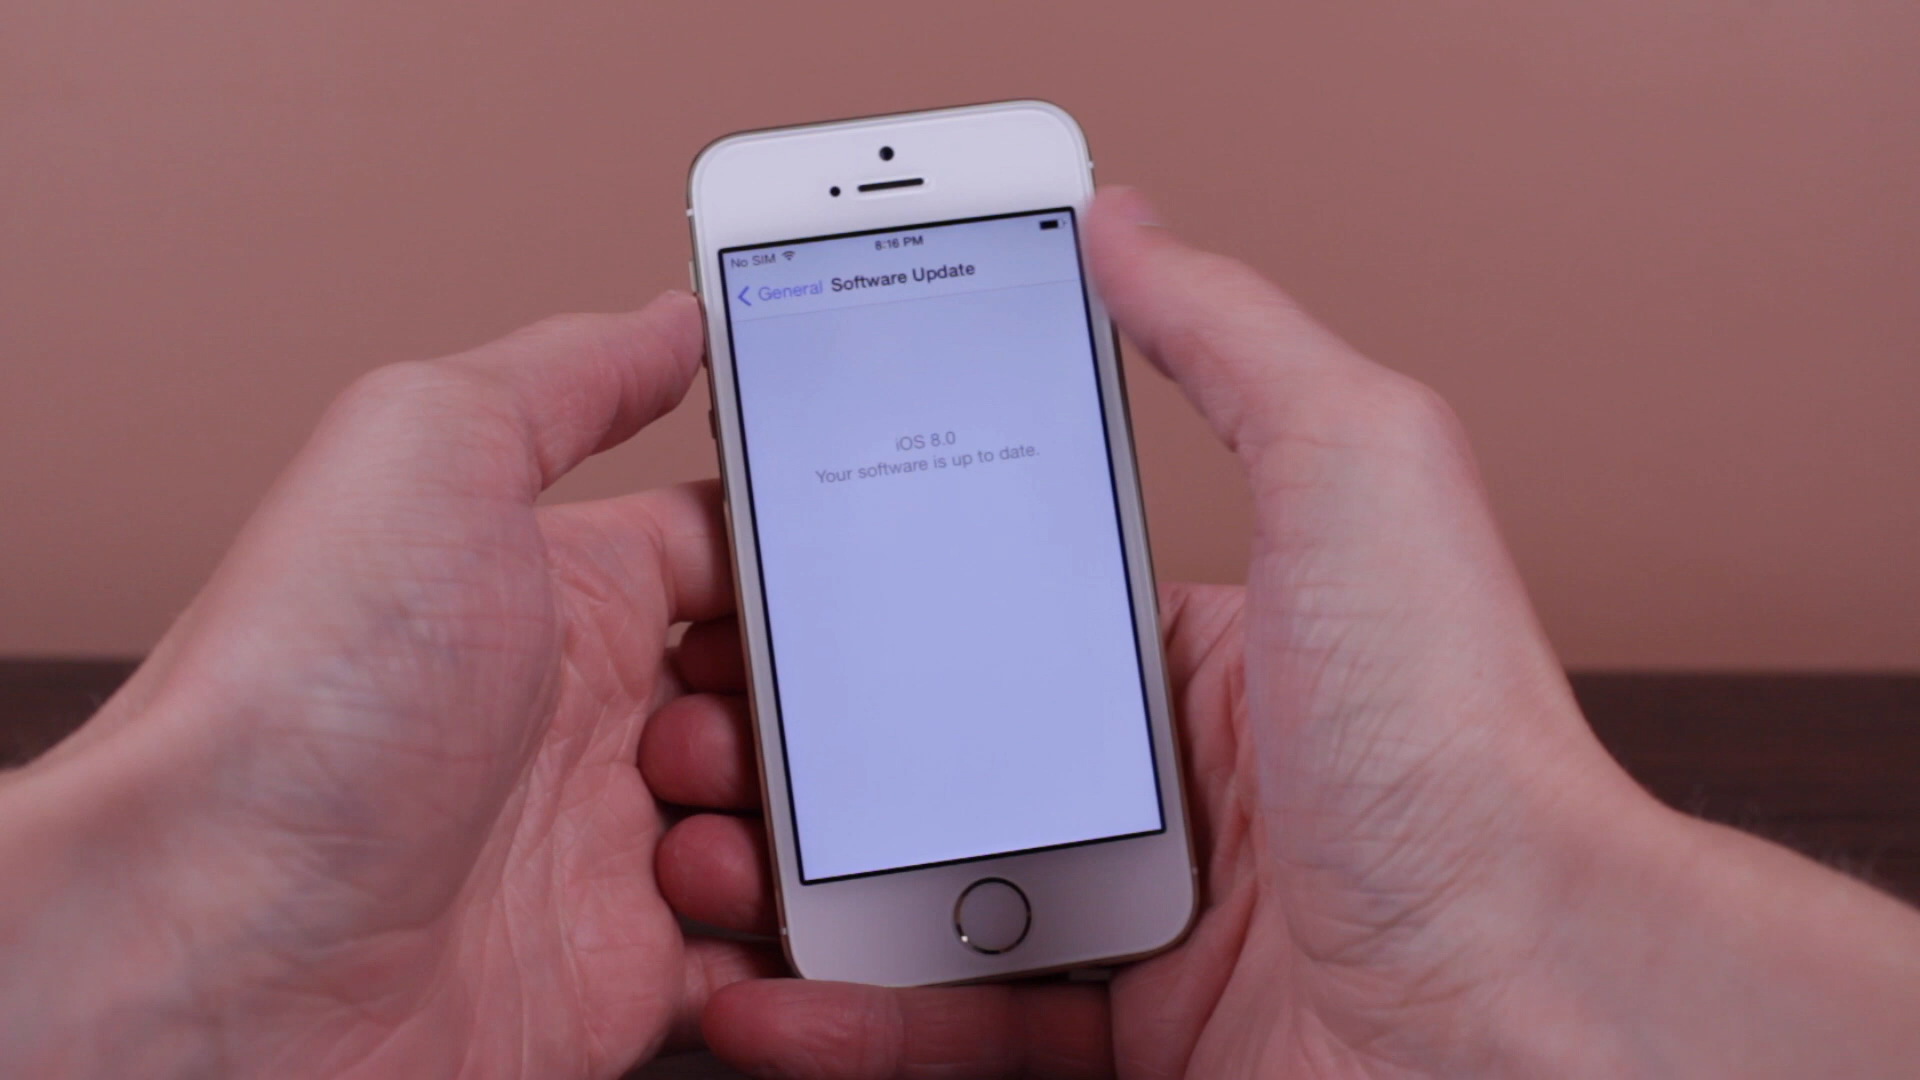 No SIM 8:16 PM
General Software Update
iOS 8.0
Your software is up to date.